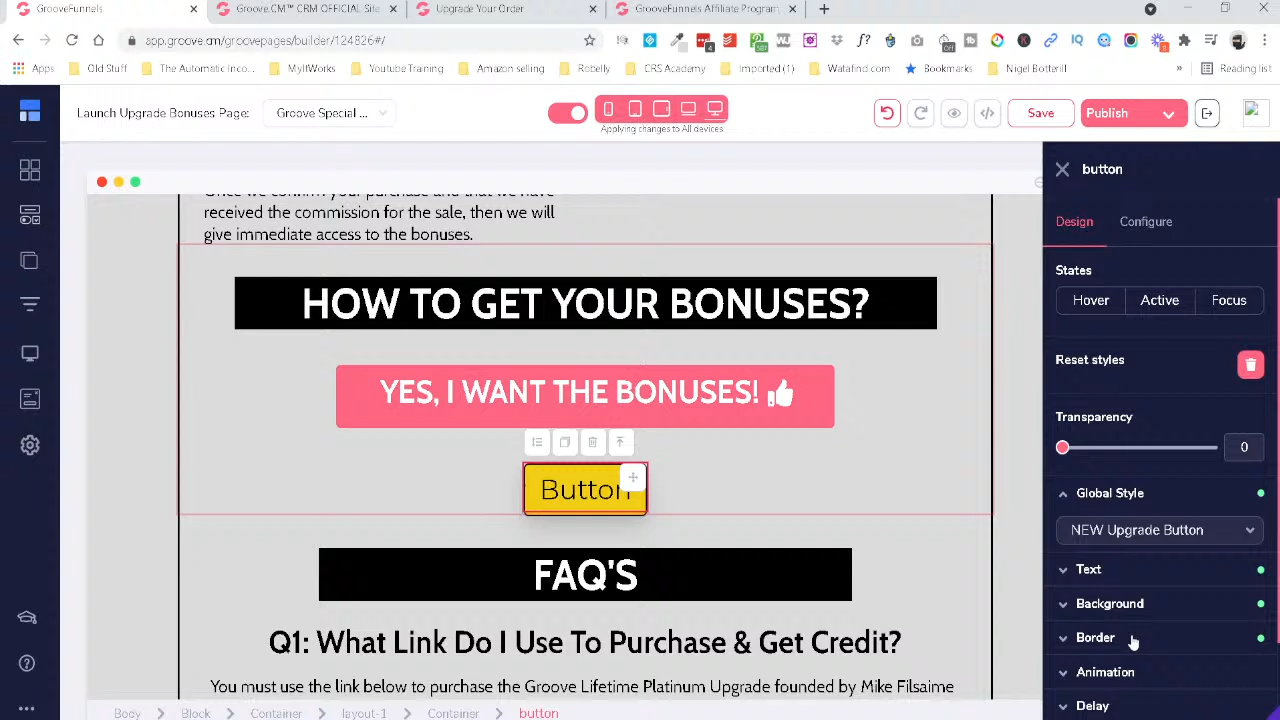 GrooveFunnels
Groove.CM™ CRM OFFICIAL Site
Upgrade Your Order
GrooveFunnels Affiliate Program
app.groove.cm/groovepages/builder/124826#/
Apps
Old Stuff
The Automatic Inco...
MyItWorks
Youtube Training
Amazon selling
Robelly
CRS Academy
Imported (1)
Watafind.com
Bookmarks
Nigel Botterill
»
Reading list
Launch Upgrade Bonuses Page:
Groove Special ...
Applying changes to All devices
Save
Publish
button
received the commission for the sale, then we will
give immediate access to the bonuses.
HOW TO GET YOUR BONUSES?
YES, I WANT THE BONUSES!
Button
FAQ'S
Q1: What Link Do I Use To Purchase & Get Credit?
You must use the link below to purchase the Groove Lifetime Platinum Upgrade founded by Mike Filsaime
Body
Block
Container
layout-1
Container
button
Design
Configure
States
Hover
Active
Focus
Reset styles
Transparency
0
Global Style
NEW Upgrade Button
Text
Background
Border
Animation
Delay